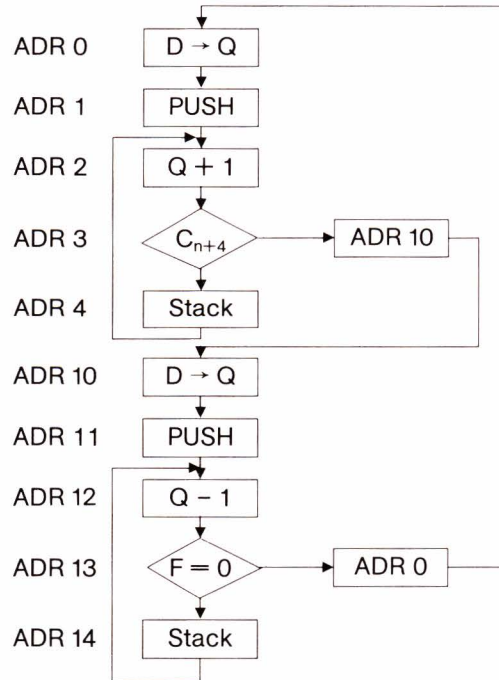 ADR 0 D → Q
ADR 1 PUSH
ADR 2 Q + 1
ADR 3 Cn+4 ADR 10
ADR 4 Stack
ADR 10 D → Q
ADR 11 PUSH
ADR 12 Q - 1
ADR 13 F = 0 ADR 0
ADR 14 Stack